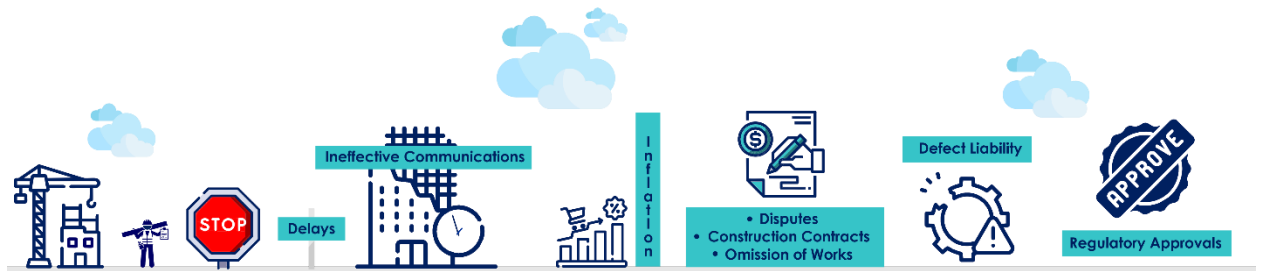 STOP
Delays
Ineffective Communications
Inflation
$
• Disputes
• Construction Contracts
• Omission of Works
Defect Liability
APPROVE
Regulatory Approvals